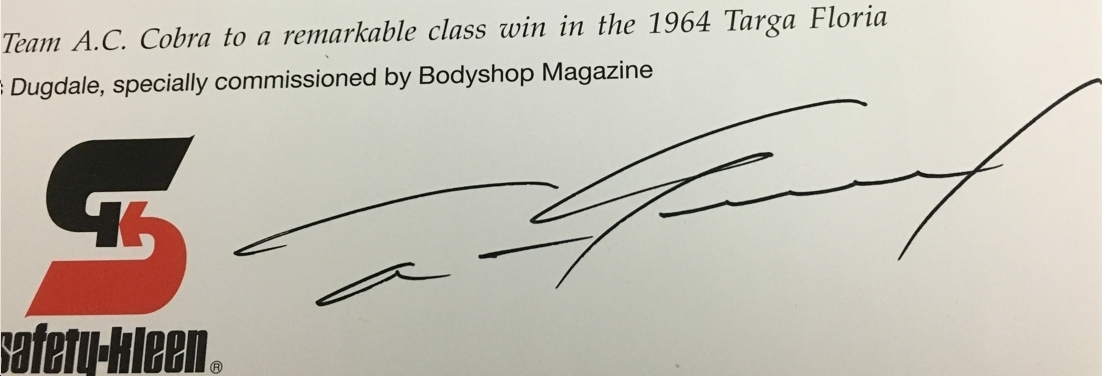 Team A.C. Cobra to a remarkable class win in the 1964 Targa Floria
Dugdale, specially commissioned by Bodyshop Magazine
safety-kleen®